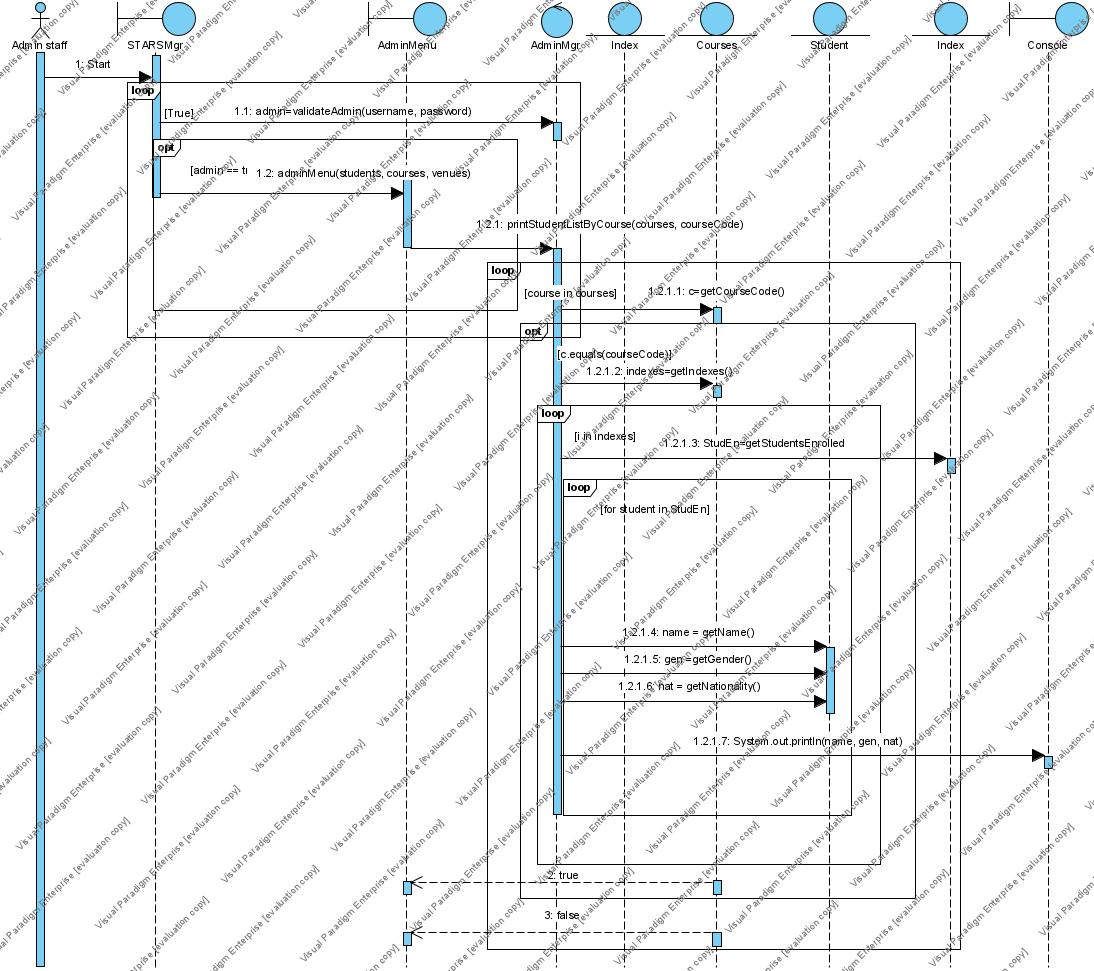 Admin staff
STARSMgr
AdminMenu
AdminMgr
Index
Courses
Student
Index
Console
1: Start
loop
[True]
1.1: admin=validateAdmin(username, password)
opt
[admin == tr
1.2: adminMenu(students, courses, venues)
1.2.1: printStudentListByCourse(courses, courseCode)
loop
[course in courses]
1.2.1.1: c=getCourseCode()
opt
[c.equals(courseCode)]
1.2.1.2: indexes=getIndexes()
loop
[i in indexes]
1.2.1.3: StudEn=getStudentsEnrolled
loop
[for student in StudEn]
1.2.1.4: name = getName()
1.2.1.5: gen =getGender()
1.2.1.6: nat = getNationality()
1.2.1.7: System.out.println(name, gen, nat)
2: true
3: false
Visual Paradigm Enterprise [evaluation copy]